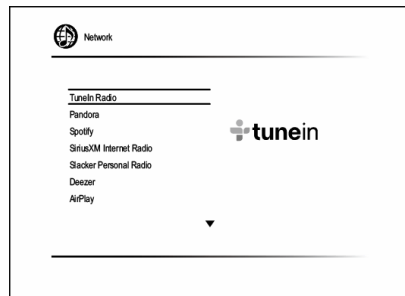 Network
TuneIn Radio
Pandora
Spotify
SiriusXM Internet Radio
Slacker Personal Radio
Deezer
AirPlay
tunein